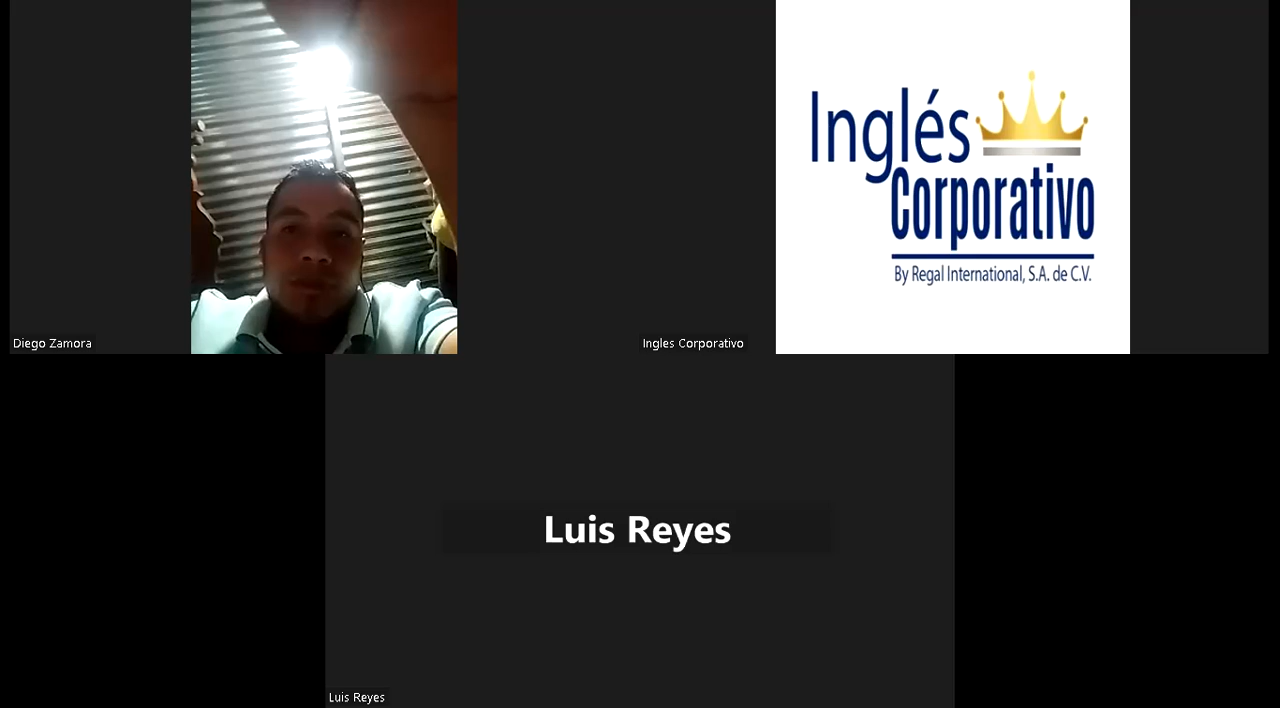 Inglés
Corporativo
By Regal International, S.A. de C.V.
Diego Zamora
Ingles Corporativo
Luis Reyes
Luis Reyes